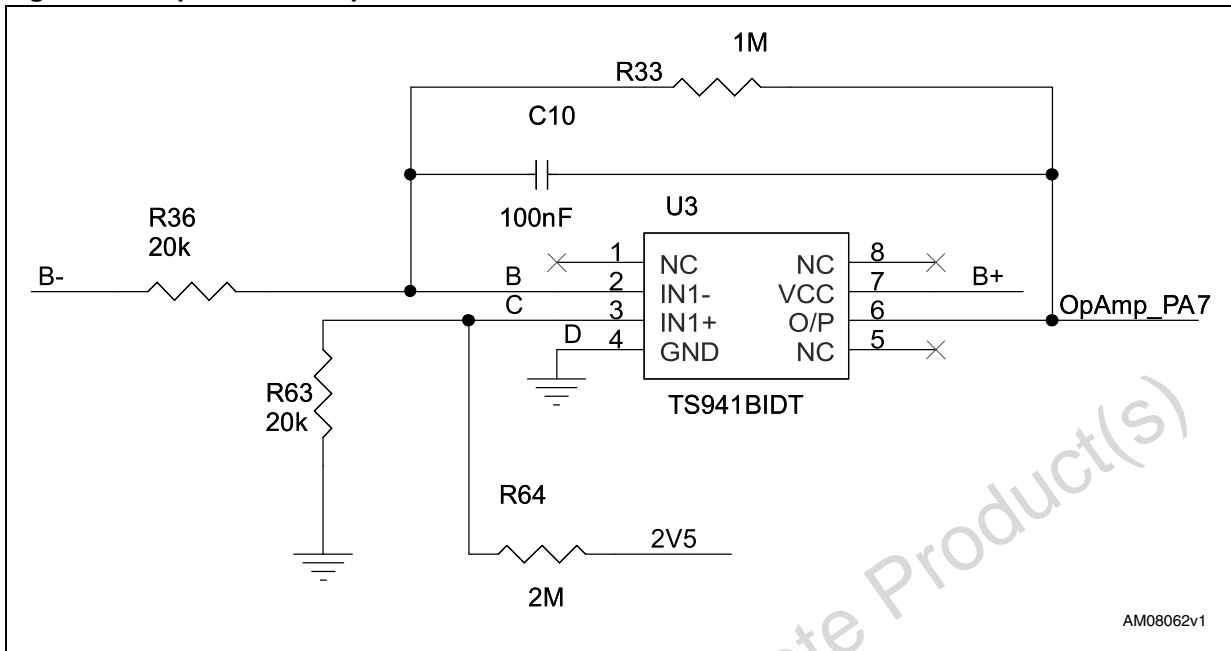 1M
R33
C10
100nF
U3
R36
20k
B-
B
C
D
1
2
3
4
NC
IN1-
IN1+
GND
NC
VCC
O/P
NC
8
7
6
5
B+
OpAmp_PA7
TS941BIDT
R63
20k
R64
2V5
2M
Product(s)
AM08062v1